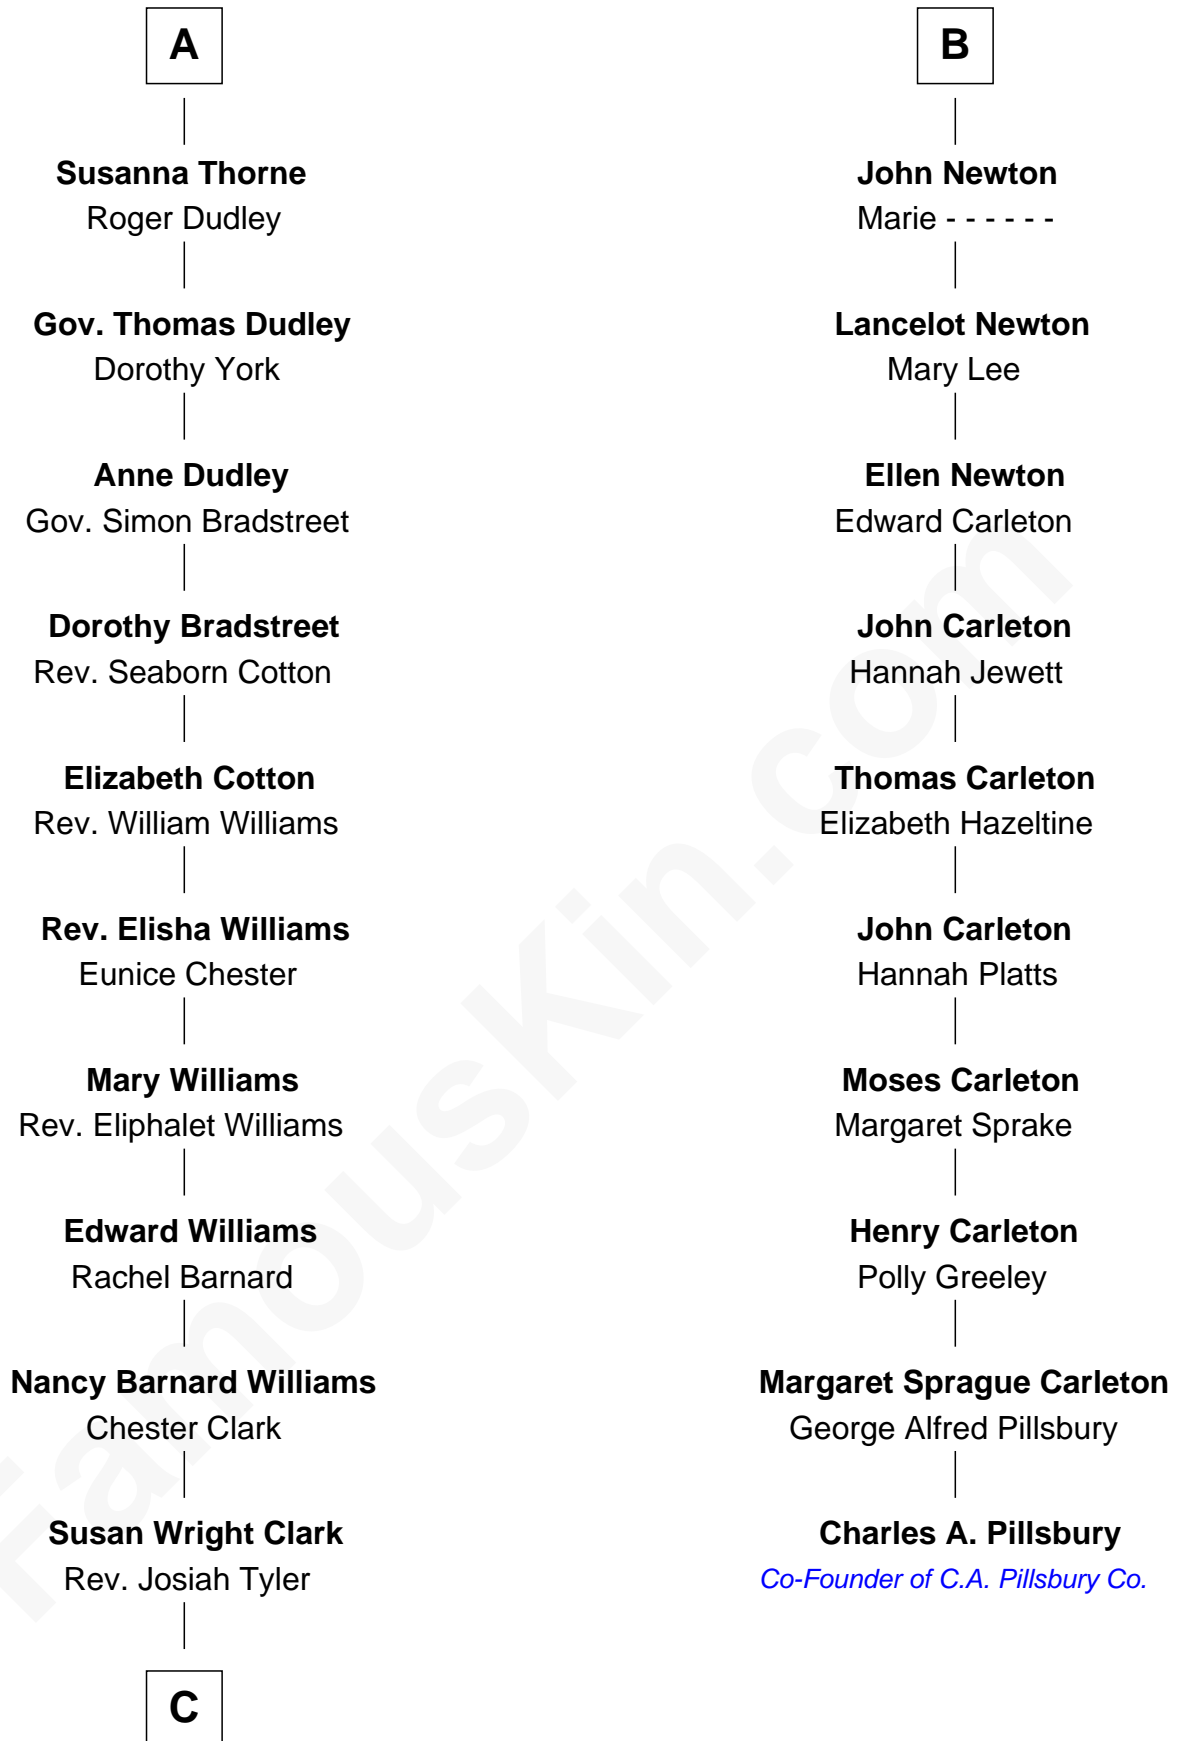 A
Susanna Thorne
Roger Dudley
Gov. Thomas Dudley
Dorothy York
Anne Dudley
Gov. Simon Bradstreet
Dorothy Bradstreet
Rev. Seaborn Cotton
Elizabeth Cotton
Rev. William Williams
Rev. Elisha Williams
Eunice Chester
Mary Williams
Rev. Eliphalet Williams
Edward Williams
Rachel Barnard
Nancy Barnard Williams
Chester Clark
Susan Wright Clark
Rev. Josiah Tyler
C
B
John Newton
Marie - - - - - -
Lancelot Newton
Mary Lee
Ellen Newton
Edward Carleton
John Carleton
Hannah Jewett
Thomas Carleton
Elizabeth Hazeltine
John Carleton
Hannah Platts
Moses Carleton
Margaret Sprake
Henry Carleton
Polly Greeley
Margaret Sprague Carleton
George Alfred Pillsbury
Charles A. Pillsbury
Co-Founder of C.A. Pillsbury Co.
FamousKin.com